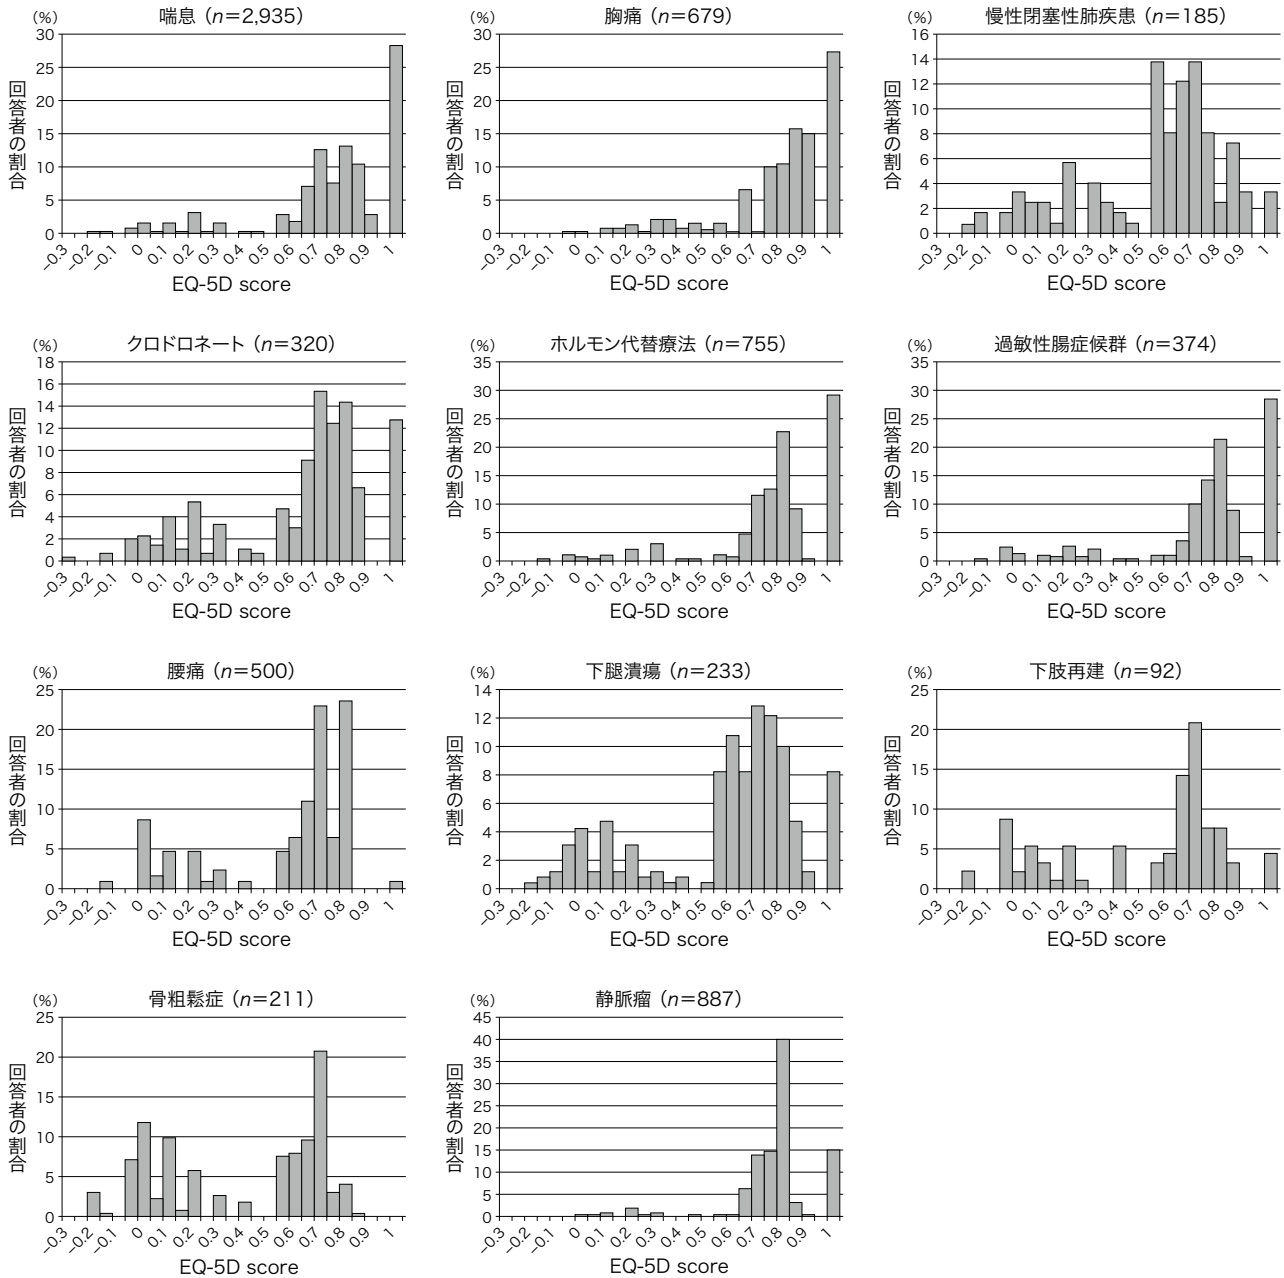 (%)
喘息（n＝2,935）
回答者の割合
30
25
20
15
10
5
0
−0.3 −0.2 −0.1 0 0.1 0.2 0.3 0.4 0.5 0.6 0.7 0.8 0.9 1
EQ-5D score
(%)
胸痛（n＝679）
回答者の割合
30
25
20
15
10
5
0
−0.3 −0.2 −0.1 0 0.1 0.2 0.3 0.4 0.5 0.6 0.7 0.8 0.9 1
EQ-5D score
(%)
慢性閉塞性肺疾患（n＝185）
回答者の割合
16
14
12
10
8
6
4
2
0
−0.3 −0.2 −0.1 0 0.1 0.2 0.3 0.4 0.5 0.6 0.7 0.8 0.9 1
EQ-5D score
(%)
クロドロネート（n＝320）
回答者の割合
18
16
14
12
10
8
6
4
2
0
−0.3 −0.2 −0.1 0 0.1 0.2 0.3 0.4 0.5 0.6 0.7 0.8 0.9 1
EQ-5D score
(%)
ホルモン代替療法（n＝755）
回答者の割合
35
30
25
20
15
10
5
0
−0.3 −0.2 −0.1 0 0.1 0.2 0.3 0.4 0.5 0.6 0.7 0.8 0.9 1
EQ-5D score
(%)
過敏性腸症候群（n＝374）
回答者の割合
35
30
25
20
15
10
5
0
−0.3 −0.2 −0.1 0 0.1 0.2 0.3 0.4 0.5 0.6 0.7 0.8 0.9 1
EQ-5D score
(%)
腰痛（n＝500）
回答者の割合
25
20
15
10
5
0
−0.3 −0.2 −0.1 0 0.1 0.2 0.3 0.4 0.5 0.6 0.7 0.8 0.9 1
EQ-5D score
(%)
下腿潰瘍（n＝233）
回答者の割合
14
12
10
8
6
4
2
0
−0.3 −0.2 −0.1 0 0.1 0.2 0.3 0.4 0.5 0.6 0.7 0.8 0.9 1
EQ-5D score
(%)
下肢再建（n＝92）
回答者の割合
25
20
15
10
5
0
−0.3 −0.2 −0.1 0 0.1 0.2 0.3 0.4 0.5 0.6 0.7 0.8 0.9 1
EQ-5D score
(%)
骨粗鬆症（n＝211）
回答者の割合
25
20
15
10
5
0
−0.3 −0.2 −0.1 0 0.1 0.2 0.3 0.4 0.5 0.6 0.7 0.8 0.9 1
EQ-5D score
(%)
静脈瘤（n＝887）
回答者の割合
45
40
35
30
25
20
15
10
5
0
−0.3 −0.2 −0.1 0 0.1 0.2 0.3 0.4 0.5 0.6 0.7 0.8 0.9 1
EQ-5D score